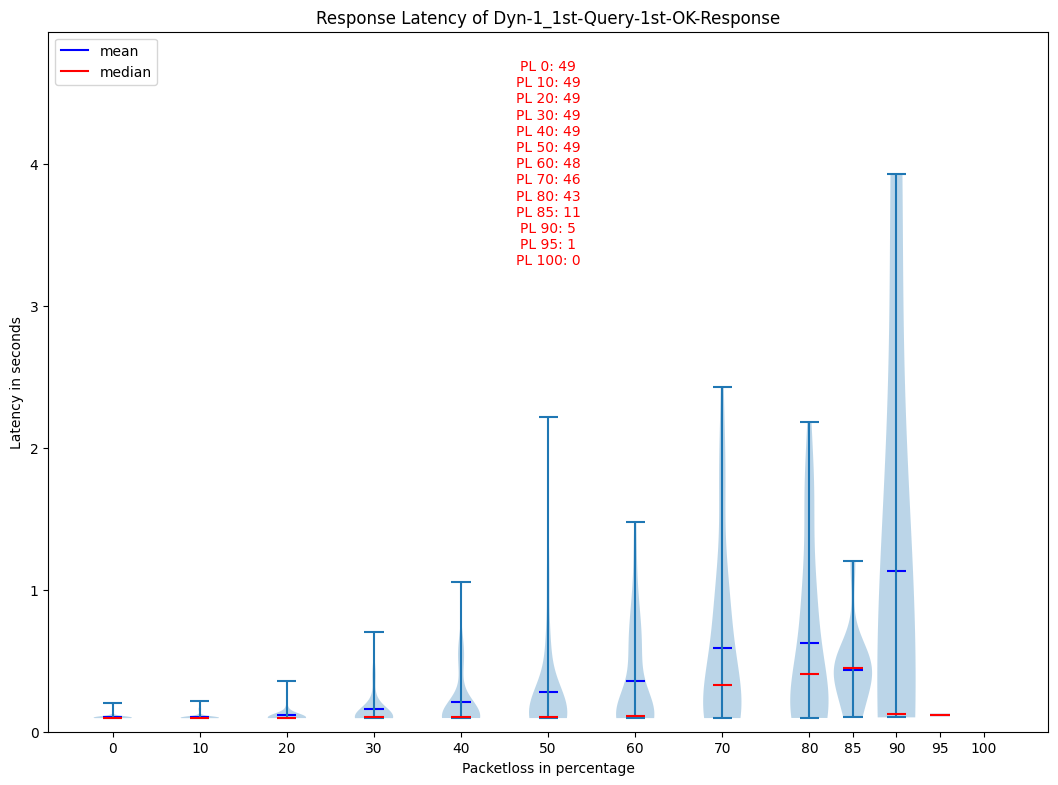 Response Latency of Dyn-1_1st-Query-1st-OK-Response
mean
median
PL 0: 49
PL 10: 49
PL 20: 49
PL 30: 49
PL 40: 49
PL 50: 49
PL 60: 48
PL 70: 46
PL 80: 43
PL 85: 11
PL 90: 5
PL 95: 1
PL 100: 0
4
3
2
1
0
Latency in seconds
0 10 20 30 40 50 60 70 80 85 90 95 100
Packetloss in percentage